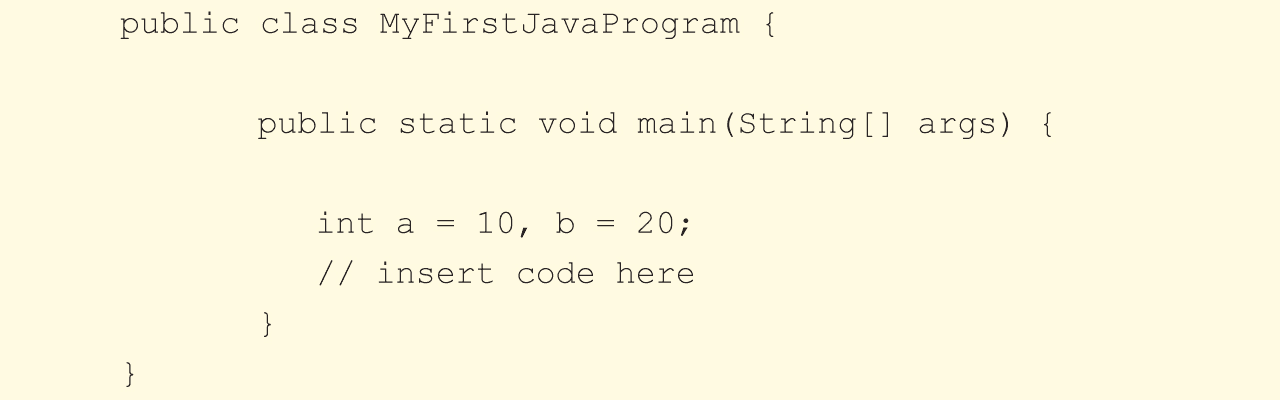 public class MyFirstJavaProgram {
public static void main(String[] args) {
int a = 10, b = 20;
// insert code here
}
}